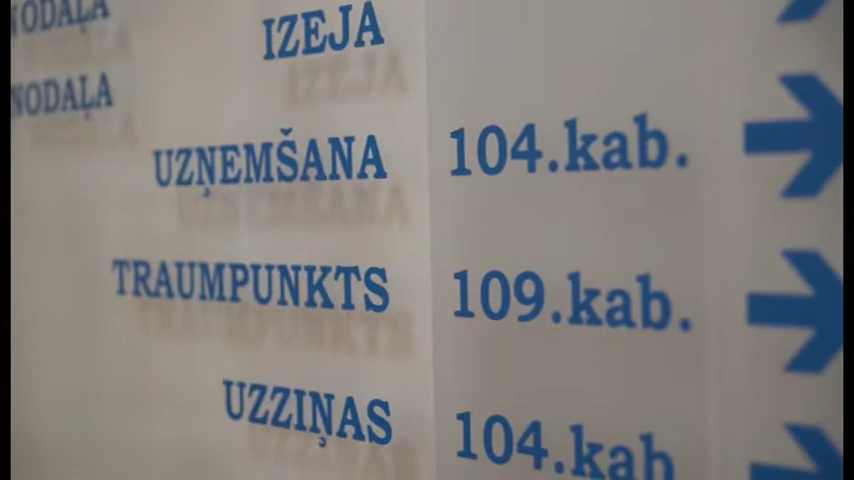 NODAĻA IZEJA
NODAĻA
UZŅEMŠANA 104.kab.
TRAUMPUNKTS 109.kab.
UZZIŅAS 104.kab